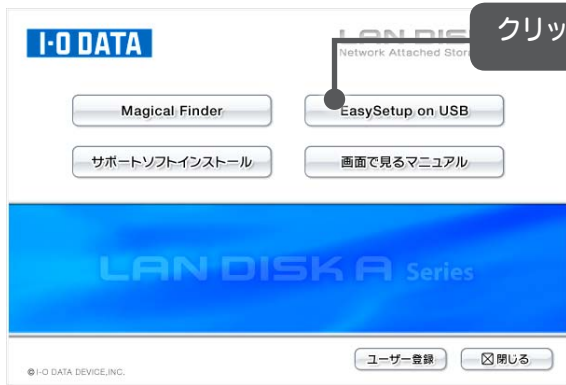 I-O DATA
LAN DIS
Network Attached Stor
クリッ
Magical Finder
EasySetup on USB
サポートソフトインストール
画面で見るマニュアル
LAN DISK A Series
ユーザー登録
閉じる
©I-O DATA DEVICE,INC.